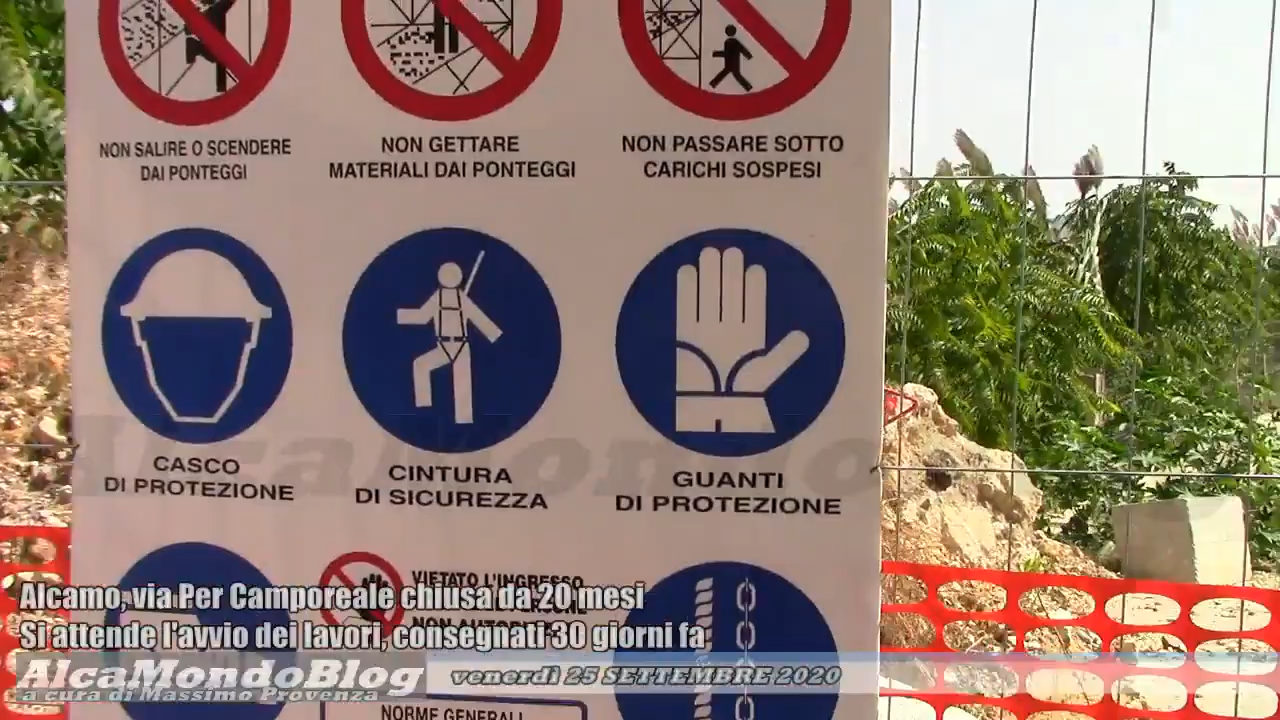 NON SALIRE O SCENDERE
DAI PONTEGGI
NON GETTARE
MATERIALI DAI PONTEGGI
NON PASSARE SOTTO
CARICHI SOSPESI
CASCO
DI PROTEZIONE
CINTURA
DI SICUREZZA
GUANTI
DI PROTEZIONE
AlcaMondo
VIETATO L'INGRESSO
NON
Alcamo, via Per Camporeale chiusa da 20 mesi
Si attende l'avvio dei lavori, consegnati 30 giorni fa
AlcaMondoBlog
a cura di Massimo Provenza
venerdì 25 SETTEMBRE 2020
NORME GENERALI